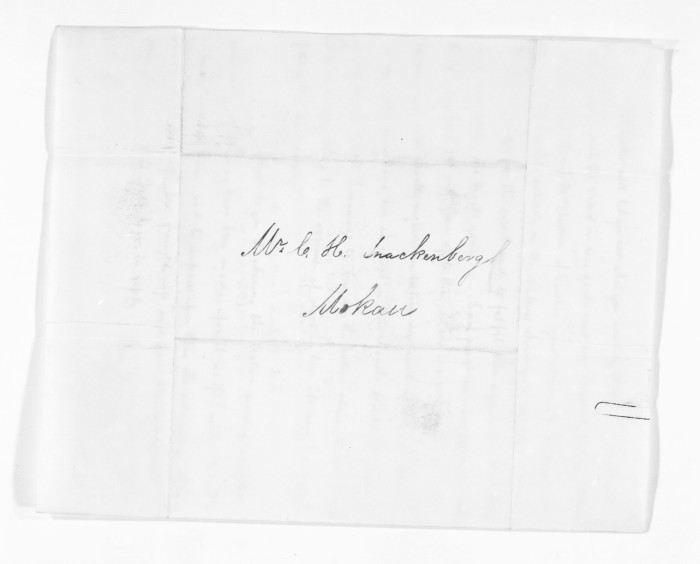 Mr. C. H. Snackenberg
Mokau